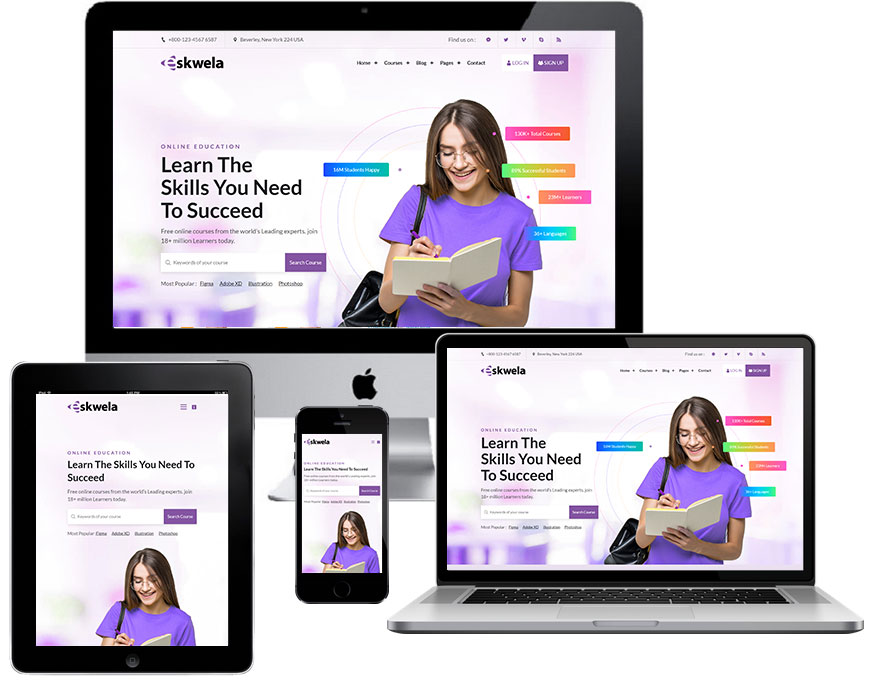 +800-123-4567 6587 Beverley, New York 224 USA Find us on :
eskwela Home + Courses + Blog + Pages + Contact LOG IN SIGN UP
ONLINE EDUCATION
Learn The
Skills You Need
To Succeed
Free online courses from the world's Leading experts. join
18+ million Learners today.
Keywords of your course Search Course
Most Popular : Figma Adobe XD Illustration Photoshop
130K+ Total Courses
16M Students Happy
89% Successful Students
23M+ Learners
36+ Languages
eskwela
ONLINE EDUCATION
Learn The Skills You Need To
Succeed
Free online courses from the world's Leading experts. join
18+ million Learners today.
Keywords of your course Search Course
Most Popular : Figma Adobe XD Illustration Photoshop
eskwela
ONLINE EDUCATION
Learn The Skills You Need To Succeed
Free online courses from the world's Leading experts. join
18+ million Learners today.
Keywords of your course Search Course
Most Popular : Figma Adobe XD Illustration Photoshop
+800-123-4567 6587 Beverley, New York 224 USA Find us on :
eskwela Home + Courses + Blog + Pages + Contact LOG IN SIGN UP
ONLINE EDUCATION
Learn The
Skills You Need
To Succeed
Free online courses from the world's Leading experts. join
18+ million Learners today.
Keywords of your course Search Course
Most Popular : Figma Adobe XD Illustration Photoshop
130K+ Total Courses
16M Students Happy
89% Successful Students
23M+ Learners
36+ Languages